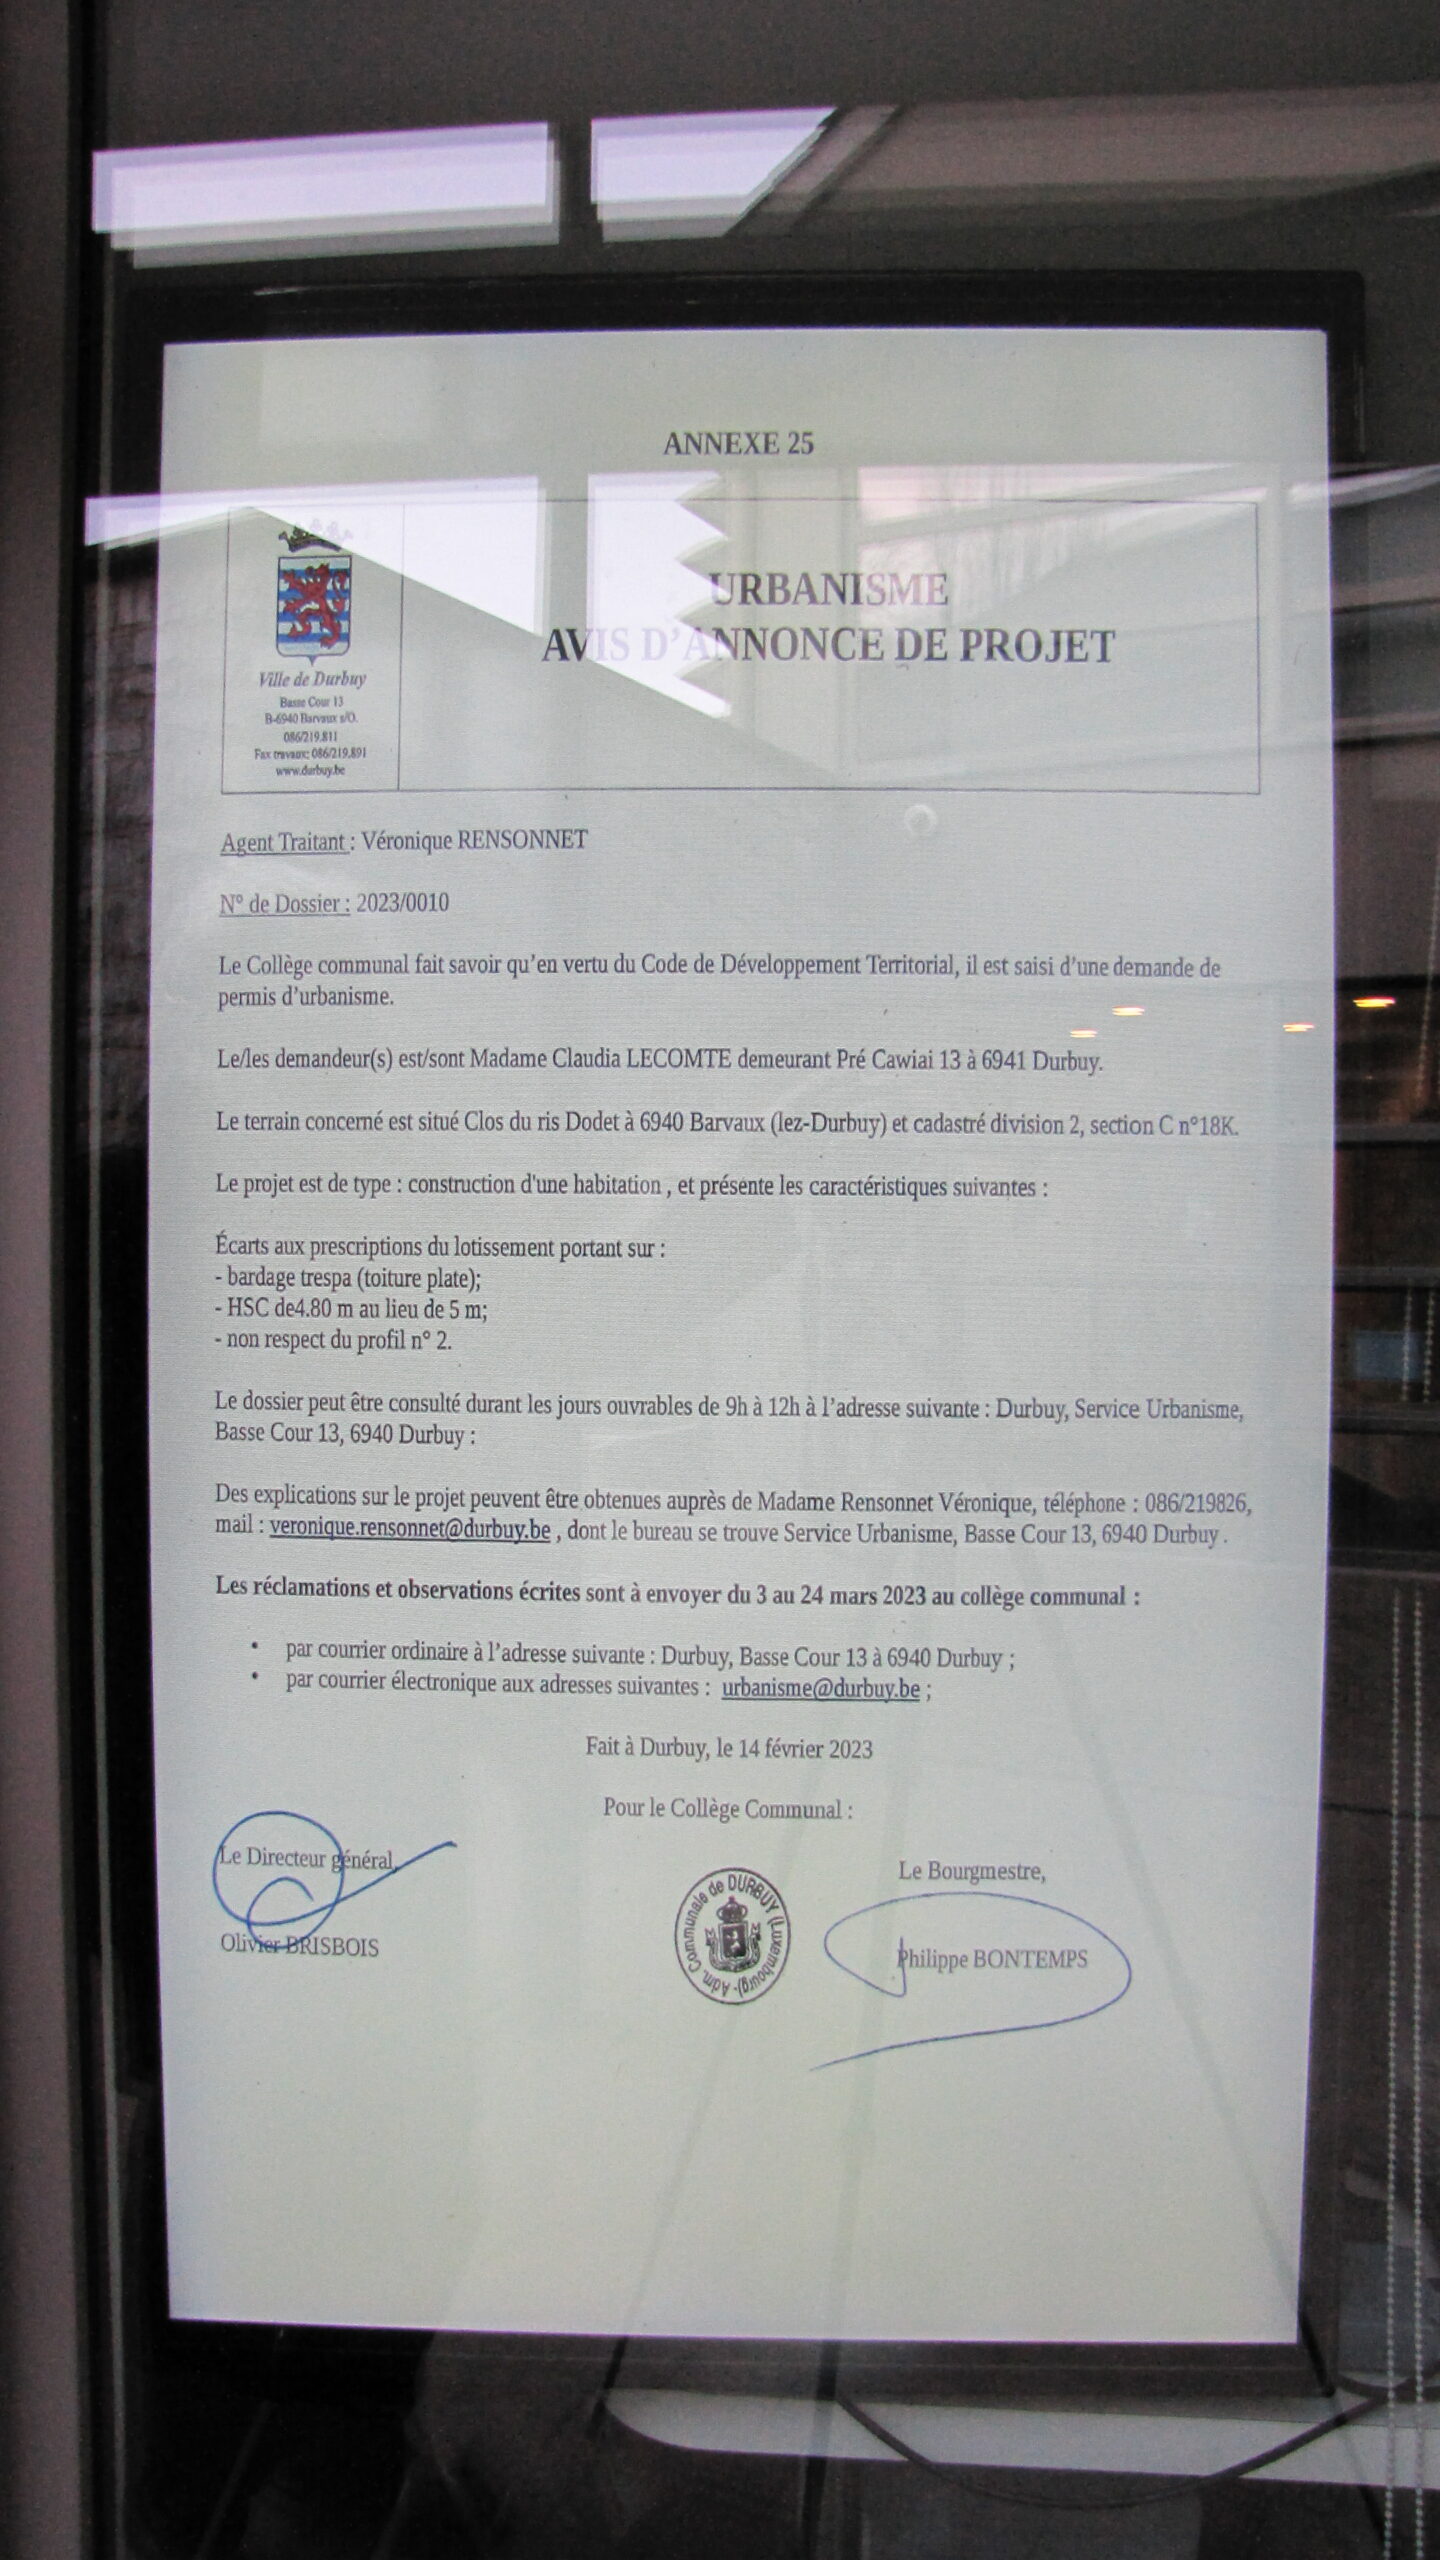 ANNEXE 25
URBANISME
AVIS D'ANNONCE DE PROJET
Ville de Durbuy
Basse Cour 13
B-6940 Barvaux s/O.
086/219.811
Fax travaux: 086/219.891
www.durbuy.be
Agent Traitant : Véronique RENSONNET
N° de Dossier : 2023/0010
Le Collège communal fait savoir qu'en vertu du Code de Développement Territorial, il est saisi d'une demande de
permis d'urbanisme.
Le/les demandeur(s) est/sont Madame Claudia LECOMTE demeurant Pré Cawiai 13 à 6941 Durbuy.
Le terrain concerné est situé Clos du ris Dodet à 6940 Barvaux (lez-Durbuy) et cadastré division 2, section C n°18K.
Le projet est de type : construction d'une habitation , et présente les caractéristiques suivantes :
Écarts aux prescriptions du lotissement portant sur :
- bardage trespa (toiture plate);
- HSC de4.80 m au lieu de 5 m;
- non respect du profil n° 2.
Le dossier peut être consulté durant les jours ouvrables de 9h à 12h à l'adresse suivante : Durbuy, Service Urbanisme,
Basse Cour 13, 6940 Durbuy :
Des explications sur le projet peuvent être obtenues auprès de Madame Rensonnet Véronique, téléphone : 086/219826,
mail : veronique.rensonnet@durbuy.be , dont le bureau se trouve Service Urbanisme, Basse Cour 13, 6940 Durbuy .
Les réclamations et observations écrites sont à envoyer du 3 au 24 mars 2023 au collège communal :
• par courrier ordinaire à l'adresse suivante : Durbuy, Basse Cour 13 à 6940 Durbuy ;
• par courrier électronique aux adresses suivantes : urbanisme@durbuy.be ;
Fait à Durbuy, le 14 février 2023
Pour le Collège Communal :
Le Directeur général,
Le Bourgmestre,
Olivier BRISBOIS
Adm. Communale de DURBUY (Luxembourg)-
Philippe BONTEMPS